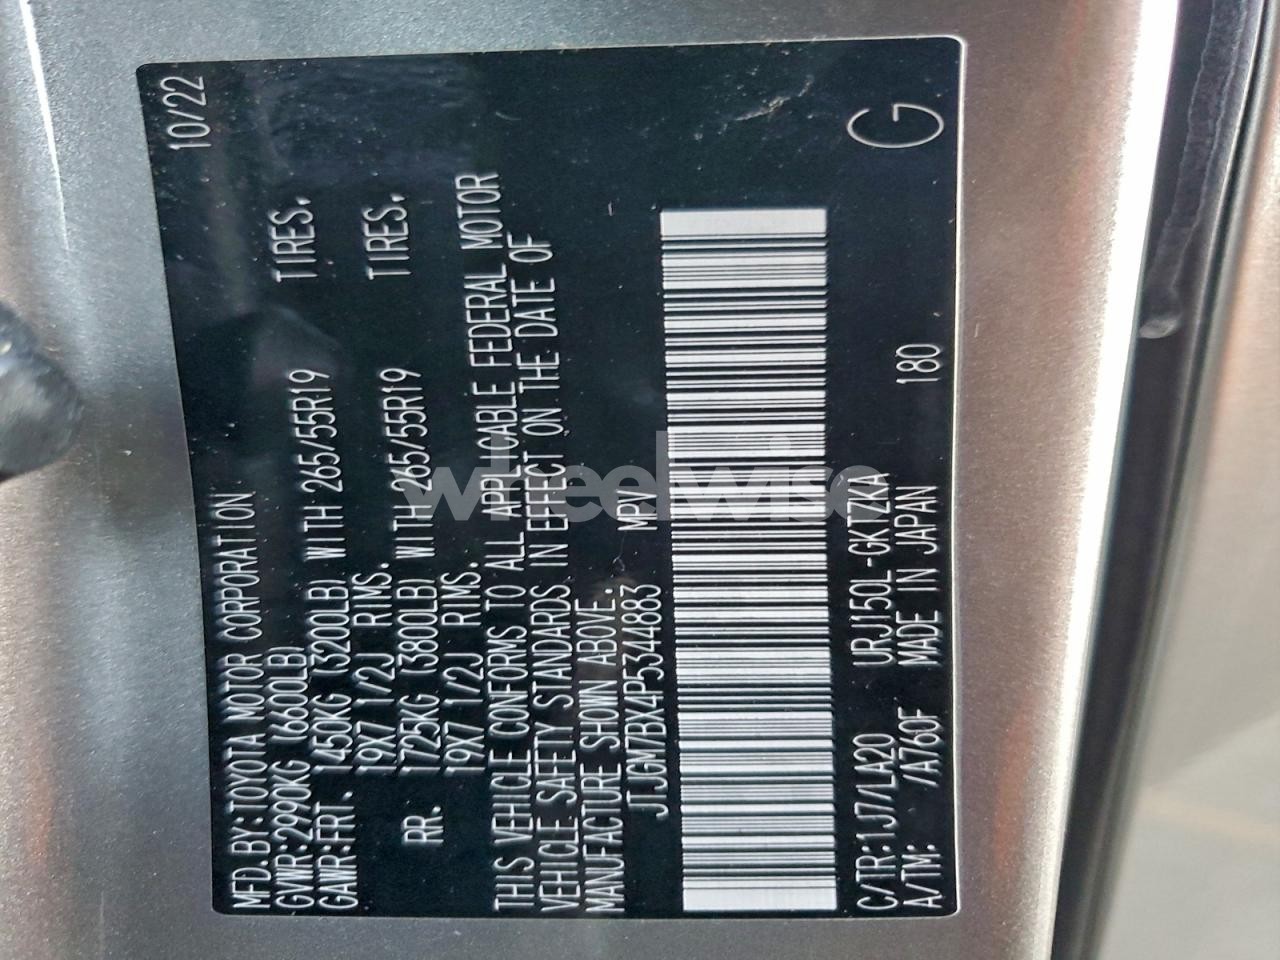 MFD.BY:TOYOTA MOTOR CORPORATION 10/22
GVWR:2990KG (6600LB)
GAWR:FRT. 1450KG (3200LB) WITH 265/55R19 TIRES.
19X7 1/2J RIMS.
RR. 1725KG (3800LB) WITH 265/55R19 TIRES.
19X7 1/2J RIMS.
THIS VEHICLE CONFORMS TO ALL APPLICABLE FEDERAL MOTOR
VEHICLE SAFETY STANDARDS IN EFFECT ON THE DATE OF
MANUFACTURE SHOWN ABOVE.
JTJGM7BX4P5344883 MPV
wheelwise
C/TR:1J7/LA20 URJ150L-GKTZKA G
A/TM: /A760F MADE IN JAPAN 180